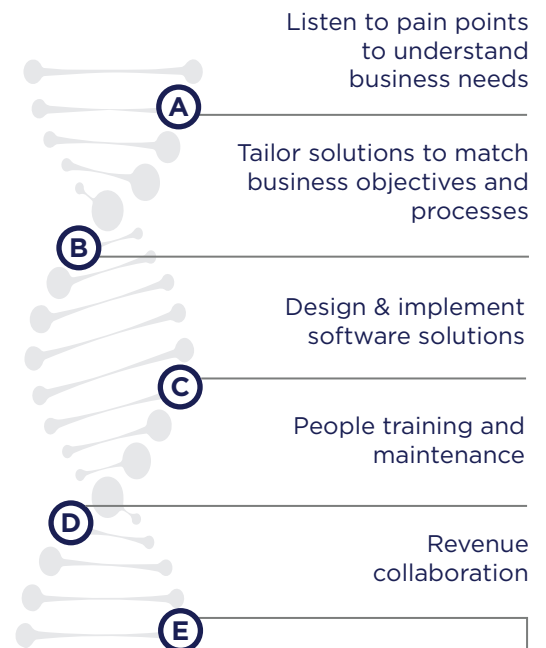 Listen to pain points
to understand
business needs
A
Tailor solutions to match
business objectives and
processes
B
Design & implement
software solutions
C
People training and
maintenance
D
Revenue
collaboration
E